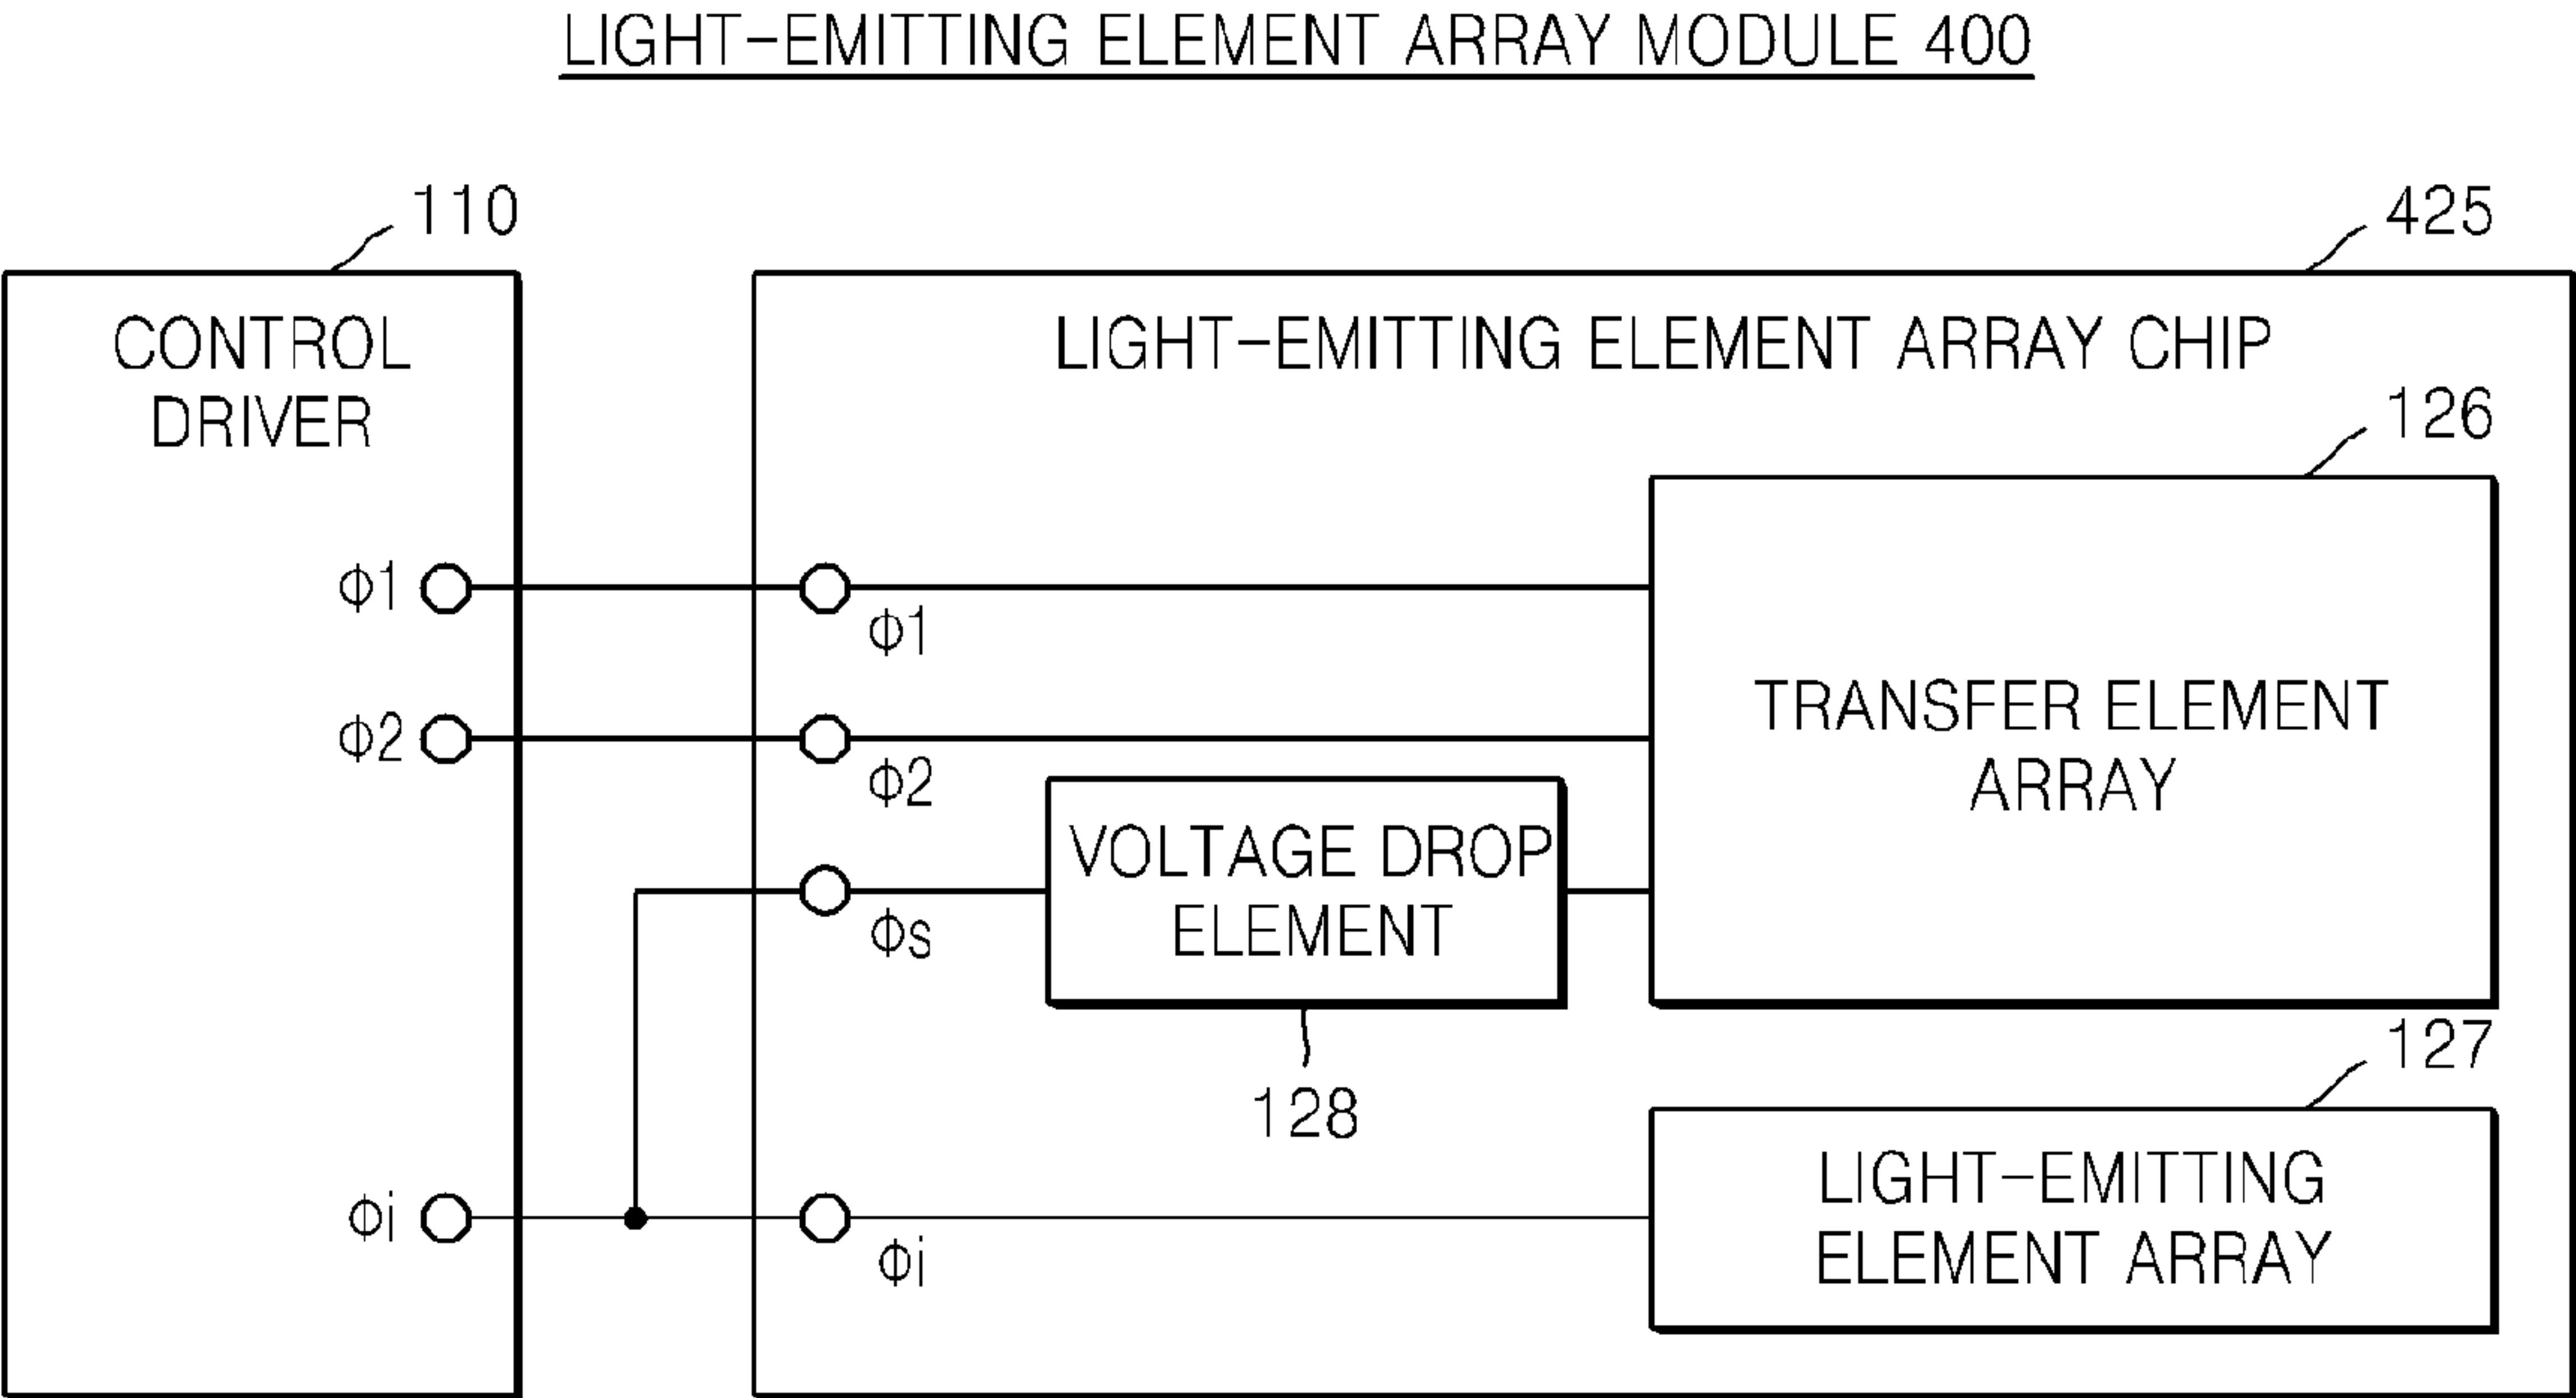 LIGHT-EMITTING ELEMENT ARRAY MODULE 400
110
425
CONTROL
DRIVER
LIGHT-EMITTING ELEMENT ARRAY CHIP
126
ϕ1
ϕ1
ϕ2
ϕ2
TRANSFER ELEMENT
ARRAY
VOLTAGE DROP
ELEMENT
ϕs
128
127
ϕi
ϕi
LIGHT-EMITTING
ELEMENT ARRAY